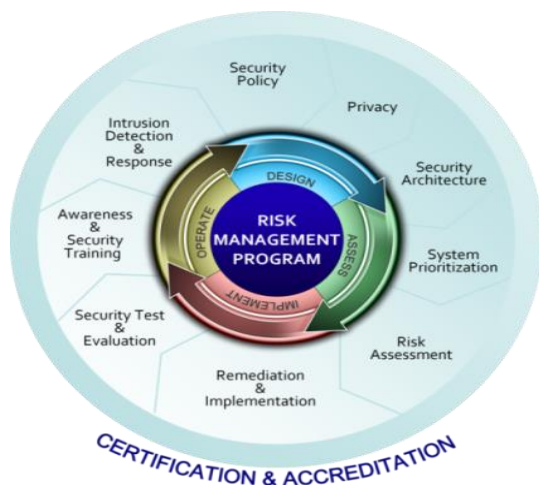 Security
Policy
Privacy
Security
Architecture
System
Prioritization
Risk
Assessment
Remediation
&
Implementation
Security Test
&
Evaluation
Awareness
&
Security
Training
Intrusion
Detection
&
Response
DESIGN
ASSESS
IMPLEMENT
OPERATE
RISK
MANAGEMENT
PROGRAM
CERTIFICATION & ACCREDITATION